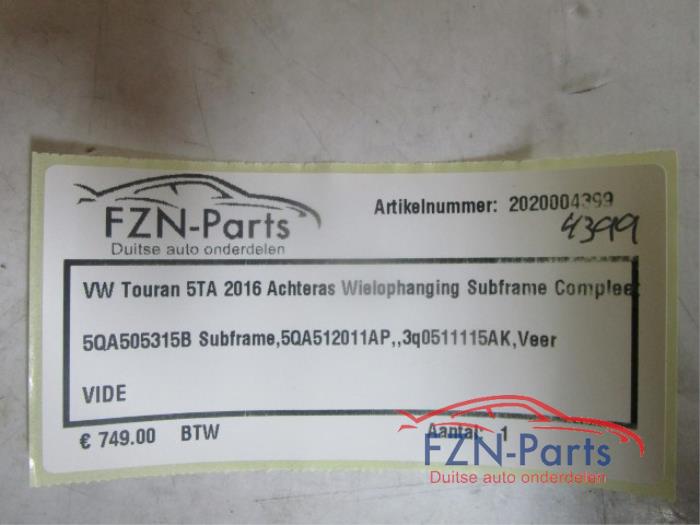 FZN-Parts
Duitse auto onderdelen
Artikelnummer: 2020004399
4399
VW Touran 5TA 2016 Achteras Wielophanging Subframe Compleet
5QA505315B Subframe,5QA512011AP,,3q0511115AK,Veer
VIDE
€ 749.00 BTW Aantal: 1
FZN-Parts
Duitse auto onderdelen